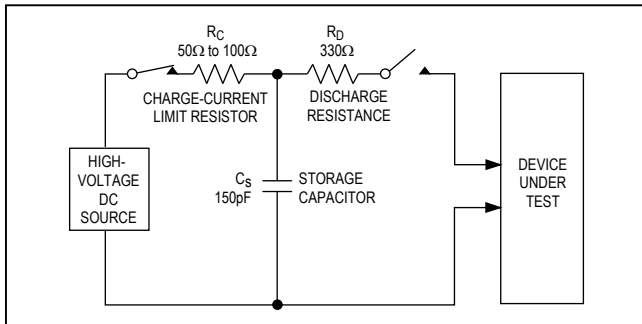 RC
50Ω to 100Ω
CHARGE-CURRENT
LIMIT RESISTOR
RD
330Ω
DISCHARGE
RESISTANCE
HIGH-
VOLTAGE
DC
SOURCE
CS
150pF
STORAGE
CAPACITOR
DEVICE
UNDER
TEST